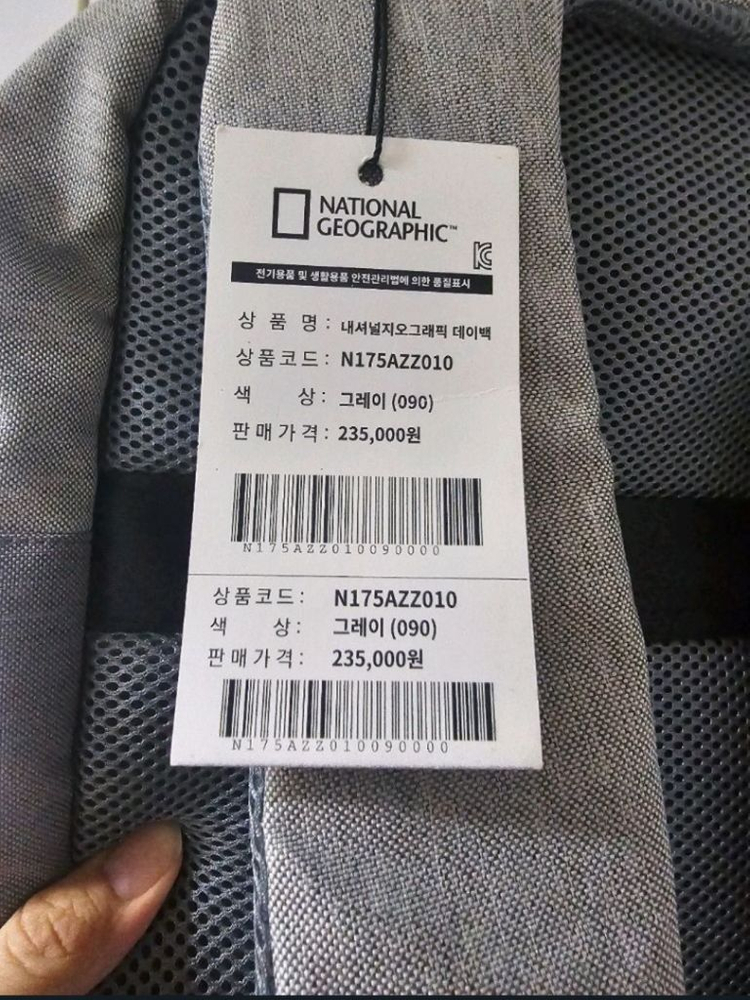 NATIONAL
GEOGRAPHIC™
KC
전기용품 및 생활용품 안전관리법에 의한 품질표시
상 품 명 : 내셔널지오그래픽 데이백
상품코드 : N175AZZ010
색 상 : 그레이 (090)
판매가격 : 235,000원
N175AZZ010090000
상품코드 : N175AZZ010
색 상 : 그레이 (090)
판매가격 : 235,000원
N175AZZ010090000